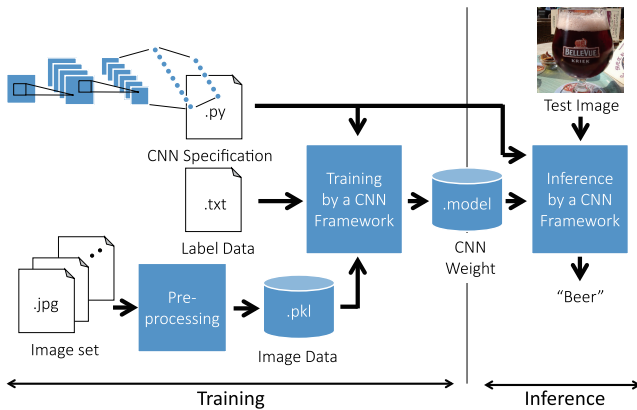 BELLEVUE
KRIEK
Test Image
.py
CNN Specification
Training
by a CNN
Framework
.model
CNN
Weight
Inference
by a CNN
Framework
.txt
Label Data
"Beer"
.jpg
Image set
Pre-
processing
.pkl
Image Data
Training
Inference